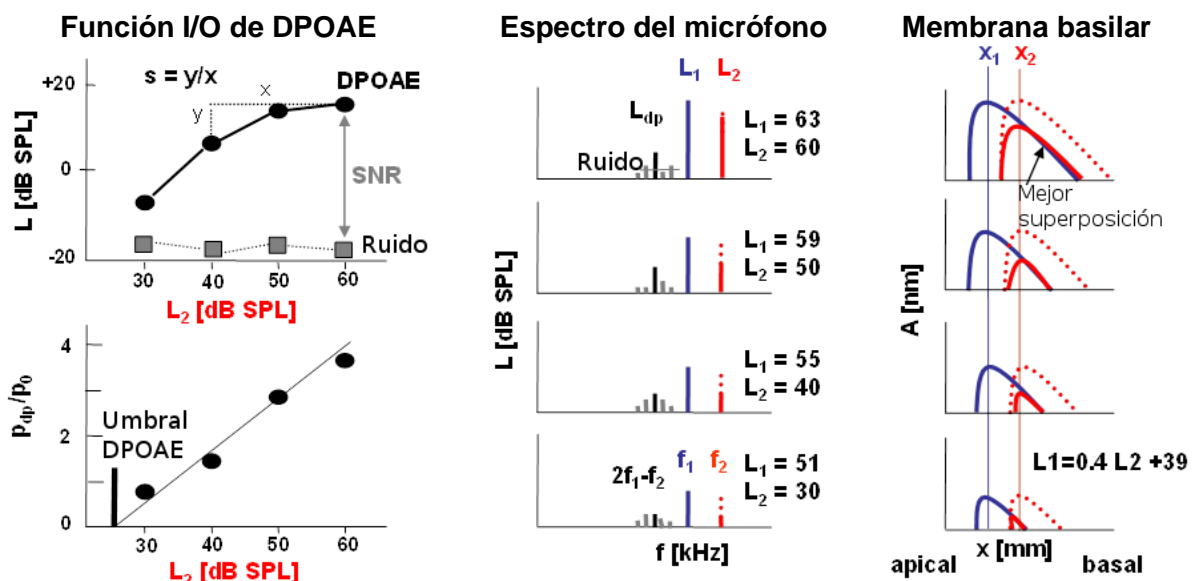 Función I/O de DPOAE
+20
0
-20
L [dB SPL]
s = y/x
x
y
DPOAE
SNR
Ruido
30 40 50 60
L2 [dB SPL]
4
2
0
pdp/p0
Umbral
DPOAE
30 40 50 60
L2 [dB SPL]
Espectro del micrófono
L1 L2
Ldp
Ruido
L1 = 63
L2 = 60
L1 = 59
L2 = 50
L1 = 55
L2 = 40
2f1-f2
f1 f2
L1 = 51
L2 = 30
L [dB SPL]
f [kHz]
Membrana basilar
x1 x2
Mejor
superposición
A [nm]
L1=0.4 L2 +39
apical x [mm] basal